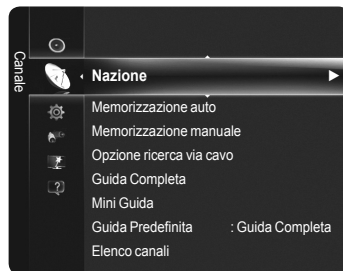 Canale
Nazione
Memorizzazione auto
Memorizzazione manuale
Opzione ricerca via cavo
Guida Completa
Mini Guida
Guida Predefinita : Guida Completa
Elenco canali